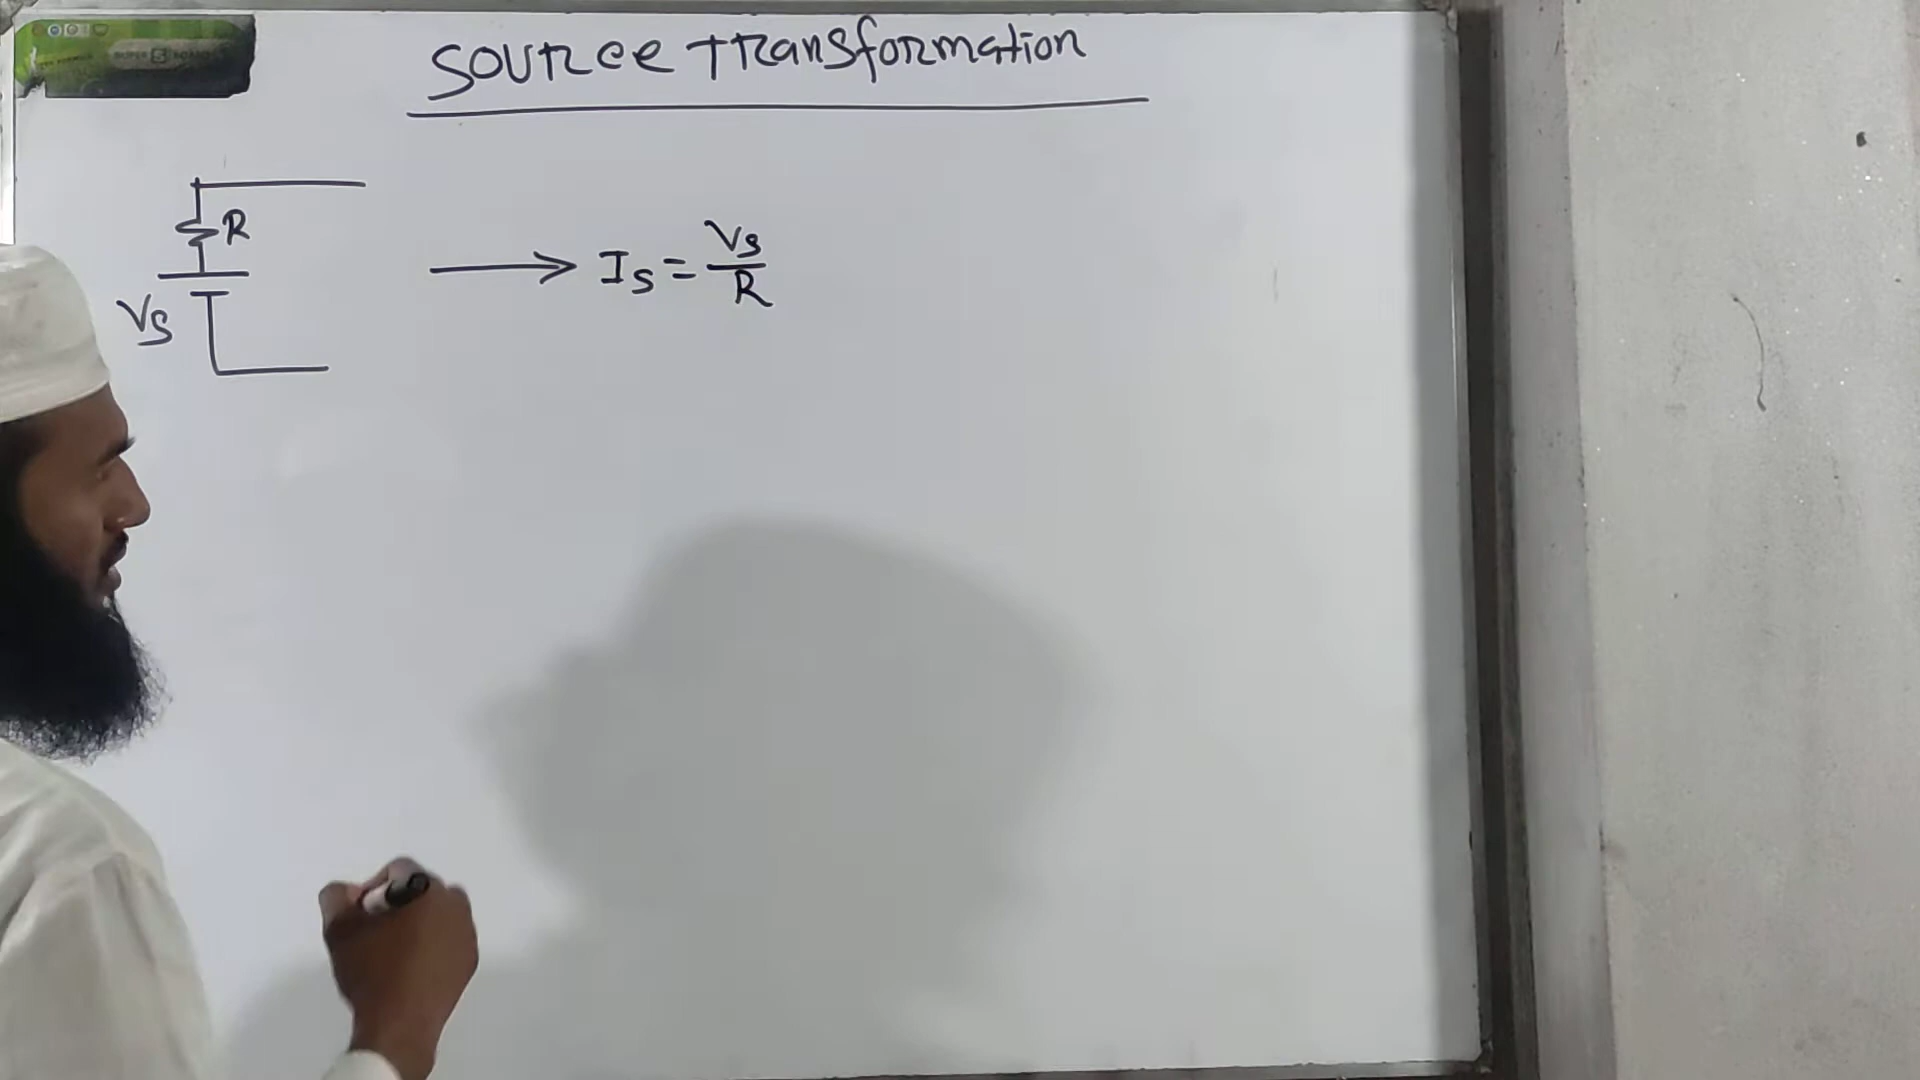 Source Transformation
R
Vs
Is = Vs/R